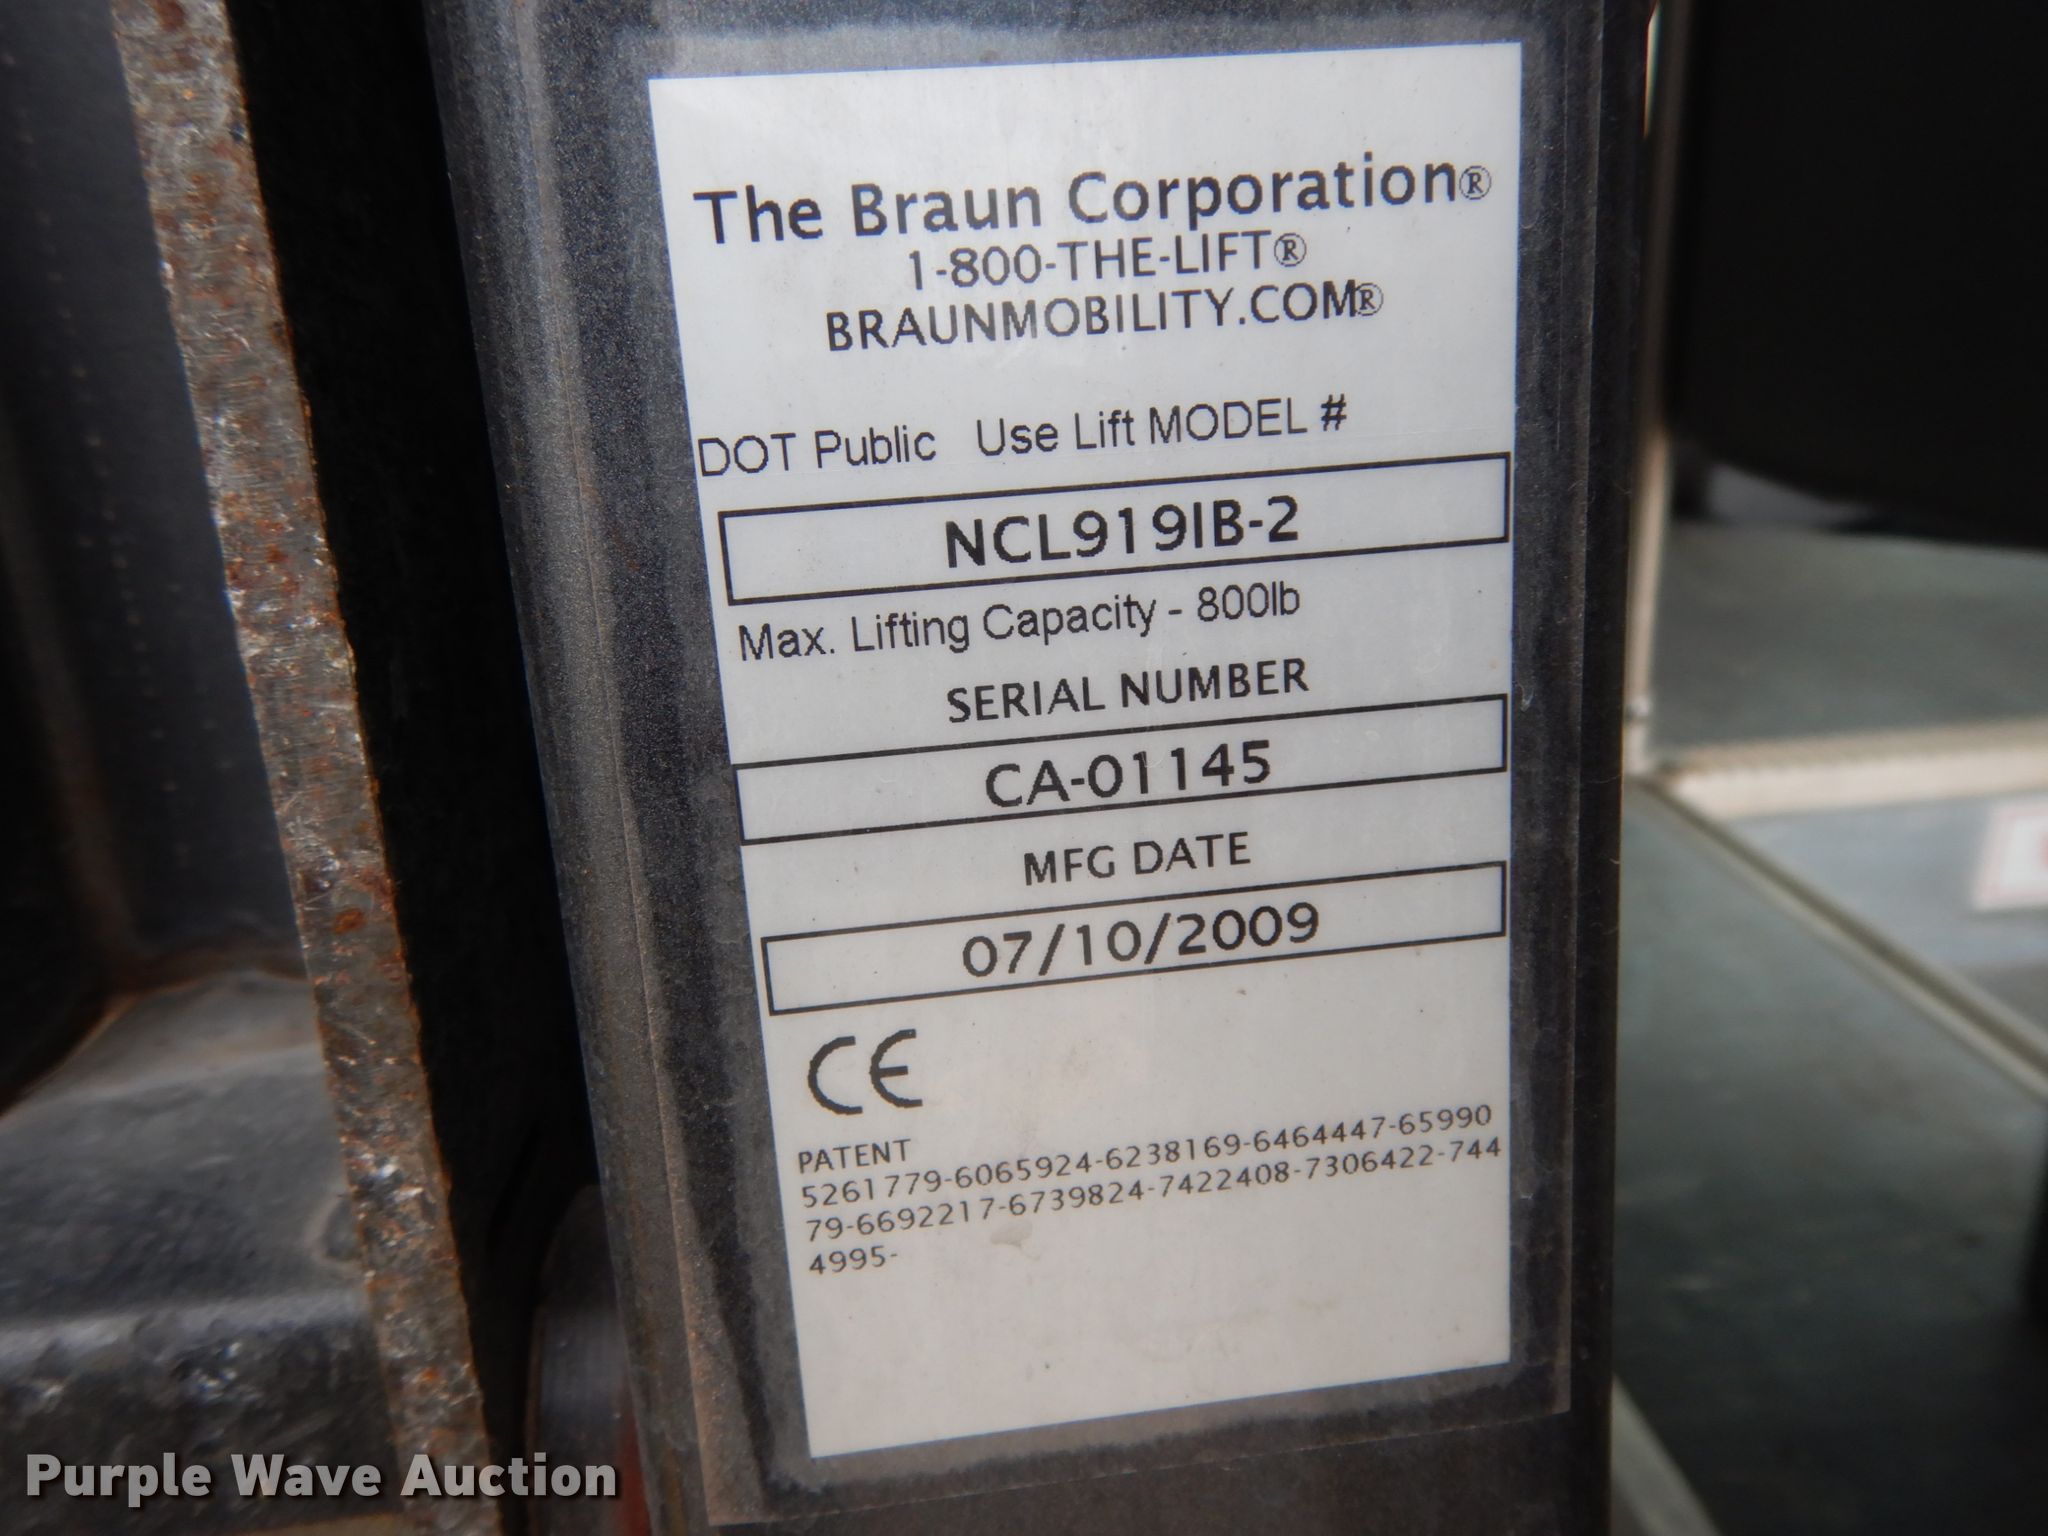 The Braun Corporation®
1-800-THE-LIFT®
BRAUNMOBILITY.COM®
DOT Public Use Lift MODEL #
NCL919IB-2
Max. Lifting Capacity - 800lb
SERIAL NUMBER
CA-01145
MFG DATE
07/10/2009
CE
PATENT
5261779-6065924-6238169-6464447-65990
79-6692217-6739824-7422408-7306422-744
4995-
Purple Wave Auction